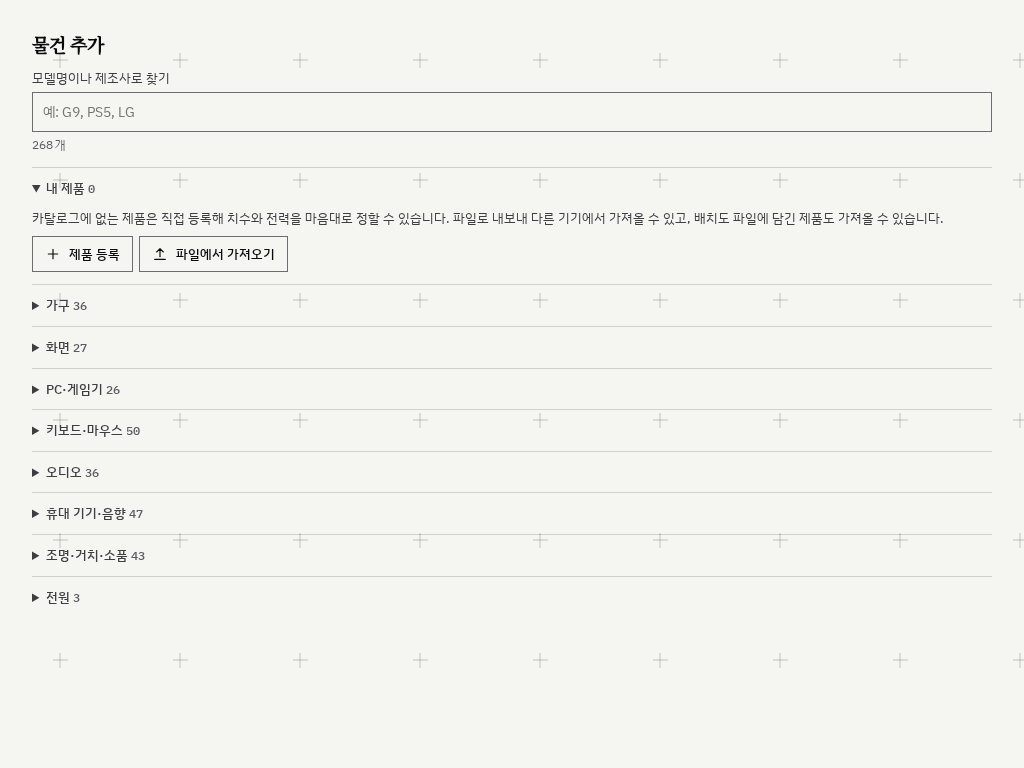 물건 추가
모델명이나 제조사로 찾기
예: G9, PS5, LG
268개
내 제품 0
카탈로그에 없는 제품은 직접 등록해 치수와 전력을 마음대로 정할 수 있습니다. 파일로 내보내 다른 기기에서 가져올 수 있고, 배치도 파일에 담긴 제품도 가져올 수 있습니다.
제품 등록 파일에서 가져오기
가구 36
화면 27
PC·게임기 26
키보드·마우스 50
오디오 36
휴대 기기·음향 47
조명·거치·소품 43
전원 3